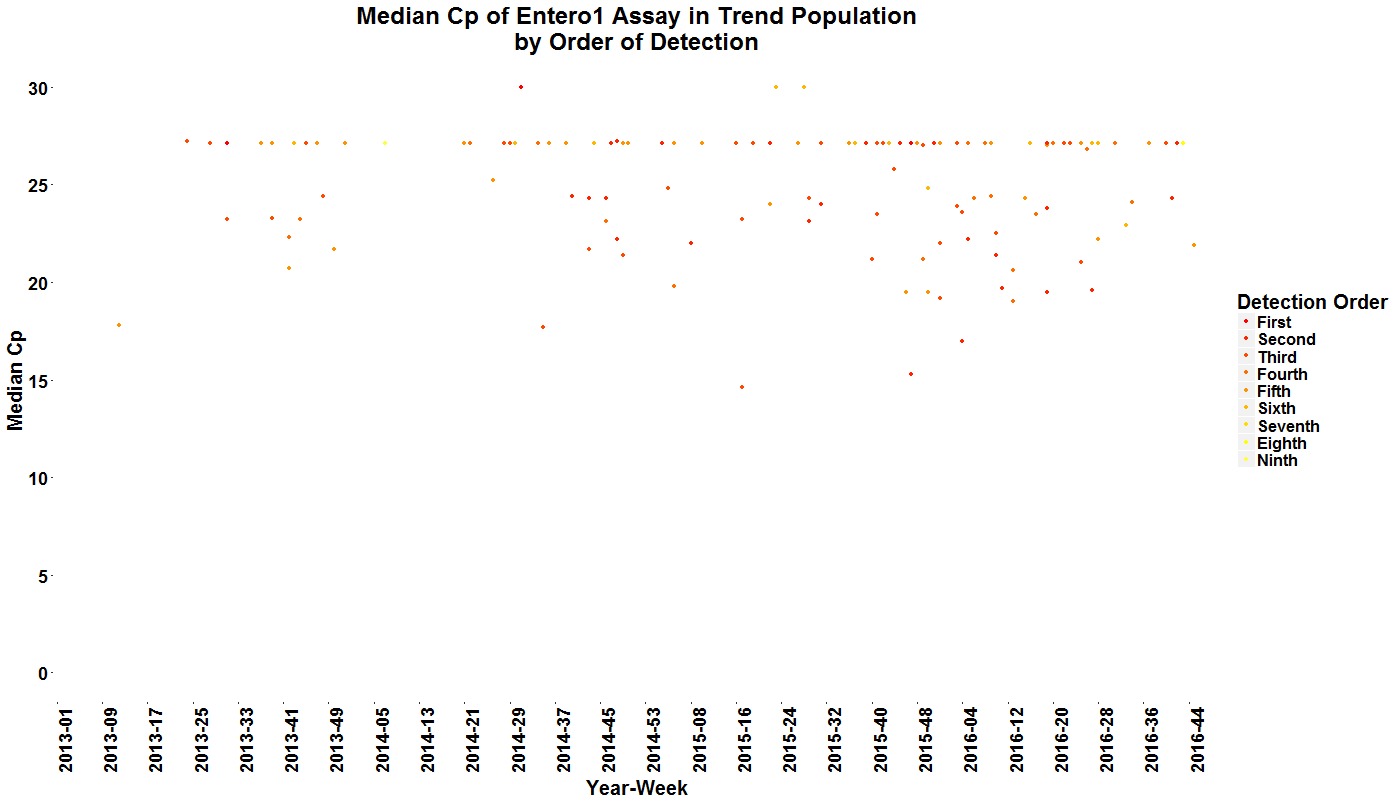 Median Cp of Entero1 Assay in Trend Population
by Order of Detection
Median Cp
30
25
20
15
10
5
0
2013-01
2013-09
2013-17
2013-25
2013-33
2013-41
2013-49
2014-05
2014-13
2014-21
2014-29
2014-37
2014-45
2014-53
2015-08
2015-16
2015-24
2015-32
2015-40
2015-48
2016-04
2016-12
2016-20
2016-28
2016-36
2016-44
Year-Week
Detection Order
First
Second
Third
Fourth
Fifth
Sixth
Seventh
Eighth
Ninth